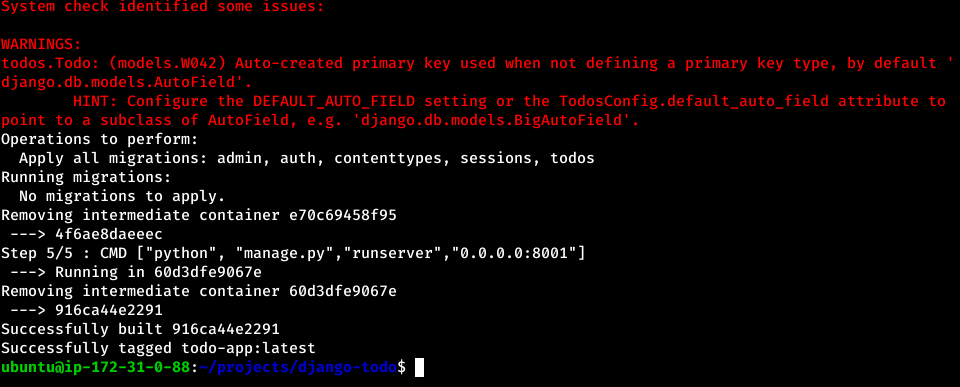 System check identified some issues:
WARNINGS:
todos.Todo: (models.W042) Auto-created primary key used when not defining a primary key type, by default '
django.db.models.AutoField'.
HINT: Configure the DEFAULT_AUTO_FIELD setting or the TodosConfig.default_auto_field attribute to
point to a subclass of AutoField, e.g. 'django.db.models.BigAutoField'.
Operations to perform:
Apply all migrations: admin, auth, contenttypes, sessions, todos
Running migrations:
No migrations to apply.
Removing intermediate container e70c69458f95
---> 4f6ae8daeeec
Step 5/5 : CMD ["python", "manage.py","runserver","0.0.0.0:8001"]
---> Running in 60d3dfe9067e
Removing intermediate container 60d3dfe9067e
---> 916ca44e2291
Successfully built 916ca44e2291
Successfully tagged todo-app:latest
ubuntu@ip-172-31-0-88:~/projects/django-todo$